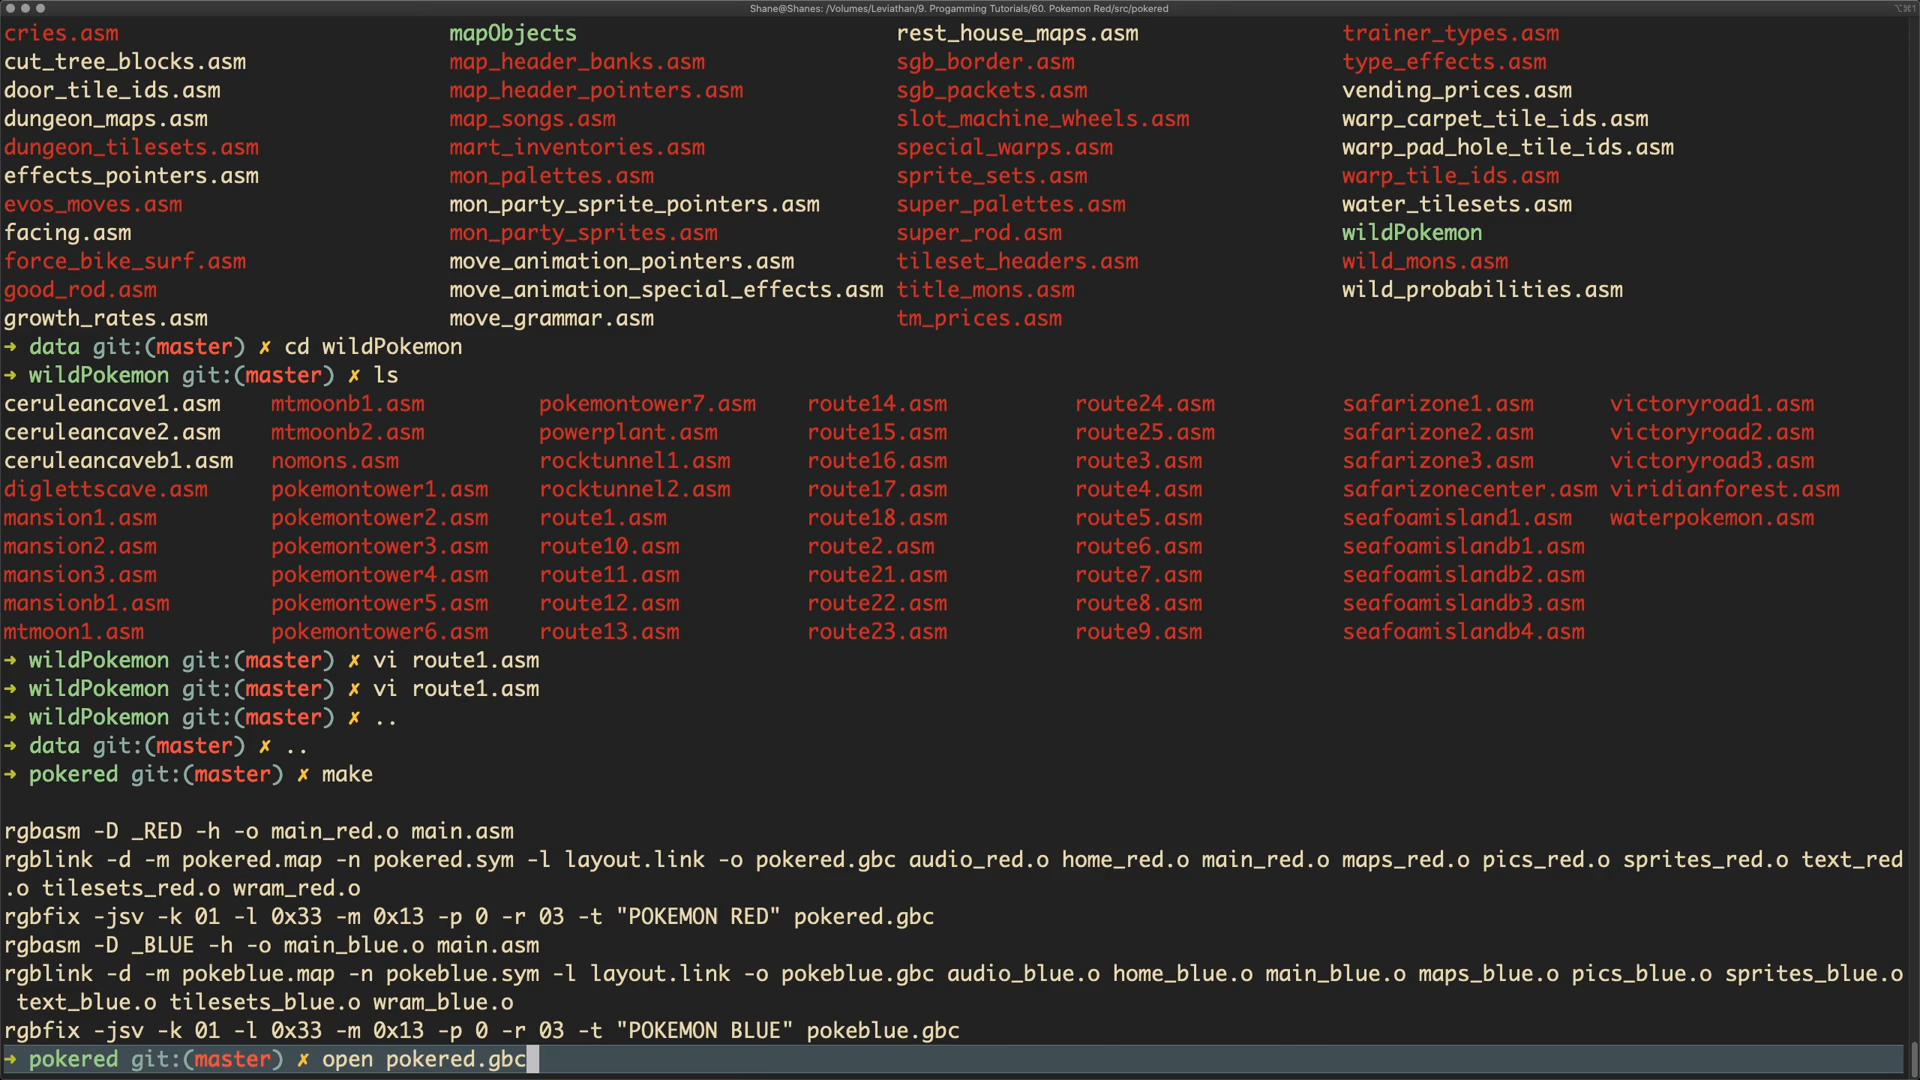 Shane@Shanes: /Volumes/Leviathan/9. Progamming Tutorials/60. Pokemon Red/src/pokered ⌥⌘1
cries.asm mapObjects rest_house_maps.asm trainer_types.asm
cut_tree_blocks.asm map_header_banks.asm sgb_border.asm type_effects.asm
door_tile_ids.asm map_header_pointers.asm sgb_packets.asm vending_prices.asm
dungeon_maps.asm map_songs.asm slot_machine_wheels.asm warp_carpet_tile_ids.asm
dungeon_tilesets.asm mart_inventories.asm special_warps.asm warp_pad_hole_tile_ids.asm
effects_pointers.asm mon_palettes.asm sprite_sets.asm warp_tile_ids.asm
evos_moves.asm mon_party_sprite_pointers.asm super_palettes.asm water_tilesets.asm
facing.asm mon_party_sprites.asm super_rod.asm wildPokemon
force_bike_surf.asm move_animation_pointers.asm tileset_headers.asm wild_mons.asm
good_rod.asm move_animation_special_effects.asm title_mons.asm wild_probabilities.asm
growth_rates.asm move_grammar.asm tm_prices.asm
➜ data git:(master) ✗ cd wildPokemon
➜ wildPokemon git:(master) ✗ ls
ceruleancave1.asm mtmoonb1.asm pokemontower7.asm route14.asm route24.asm safarizone1.asm victoryroad1.asm
ceruleancave2.asm mtmoonb2.asm powerplant.asm route15.asm route25.asm safarizone2.asm victoryroad2.asm
ceruleancaveb1.asm nomons.asm rocktunnel1.asm route16.asm route3.asm safarizone3.asm victoryroad3.asm
diglettscave.asm pokemontower1.asm rocktunnel2.asm route17.asm route4.asm safarizonecenter.asm viridianforest.asm
mansion1.asm pokemontower2.asm route1.asm route18.asm route5.asm seafoamisland1.asm waterpokemon.asm
mansion2.asm pokemontower3.asm route10.asm route2.asm route6.asm seafoamislandb1.asm
mansion3.asm pokemontower4.asm route11.asm route21.asm route7.asm seafoamislandb2.asm
mansionb1.asm pokemontower5.asm route12.asm route22.asm route8.asm seafoamislandb3.asm
mtmoon1.asm pokemontower6.asm route13.asm route23.asm route9.asm seafoamislandb4.asm
➜ wildPokemon git:(master) ✗ vi route1.asm
➜ wildPokemon git:(master) ✗ vi route1.asm
➜ wildPokemon git:(master) ✗ ..
➜ data git:(master) ✗ ..
➜ pokered git:(master) ✗ make
rgbasm -D _RED -h -o main_red.o main.asm
rgblink -d -m pokered.map -n pokered.sym -l layout.link -o pokered.gbc audio_red.o home_red.o main_red.o maps_red.o pics_red.o sprites_red.o text_red
.o tilesets_red.o wram_red.o
rgbfix -jsv -k 01 -l 0x33 -m 0x13 -p 0 -r 03 -t "POKEMON RED" pokered.gbc
rgbasm -D _BLUE -h -o main_blue.o main.asm
rgblink -d -m pokeblue.map -n pokeblue.sym -l layout.link -o pokeblue.gbc audio_blue.o home_blue.o main_blue.o maps_blue.o pics_blue.o sprites_blue.o
text_blue.o tilesets_blue.o wram_blue.o
rgbfix -jsv -k 01 -l 0x33 -m 0x13 -p 0 -r 03 -t "POKEMON BLUE" pokeblue.gbc
➜ pokered git:(master) ✗ open pokered.gbc